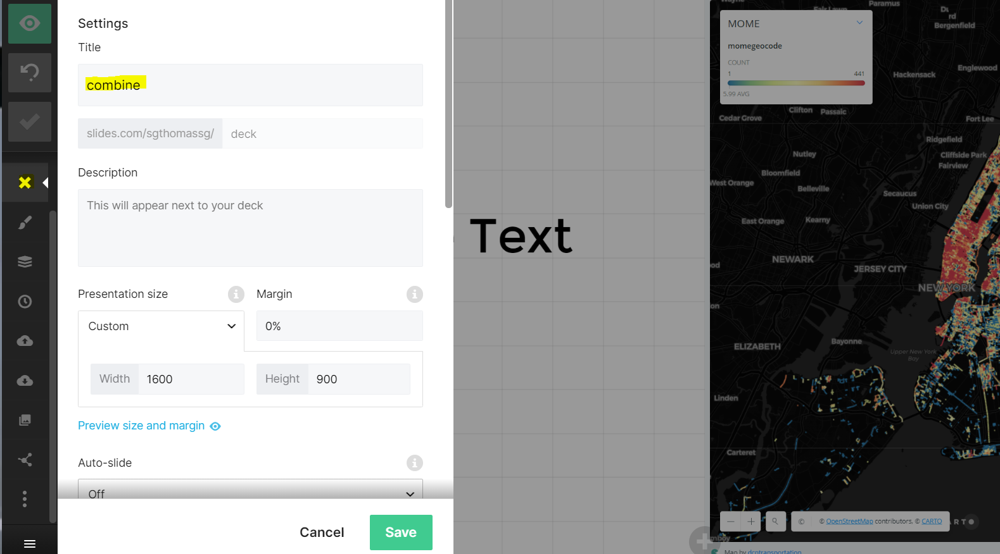 Settings
Title
combine
slides.com/sgthomassg/ deck
Description
This will appear next to your deck
Presentation size
Margin
Custom
0%
Width 1600
Height 900
Preview size and margin
Auto-slide
Off
Cancel
Save
Text
MOME
momegeocode
COUNT
1 441
5.99 AVG
Wayne
Paramus
Fair Lawn
Bergenfield
Englewood
Hackensack
Clifton
Passaic
Cedar Grove
Fort Lee
Ridgefield
Nutley
Cliffside Park
Fairview
Bloomfield
West Orange
Belleville
Secaucus
Union City
East Orange
Kearny
NEWARK
JERSEY CITY
NEW YORK
Bayonne
ELIZABETH
Upper New York
Bay
Linden
Carteret
© © OpenStreetMap contributors, © CARTO
Map by dcptransportation